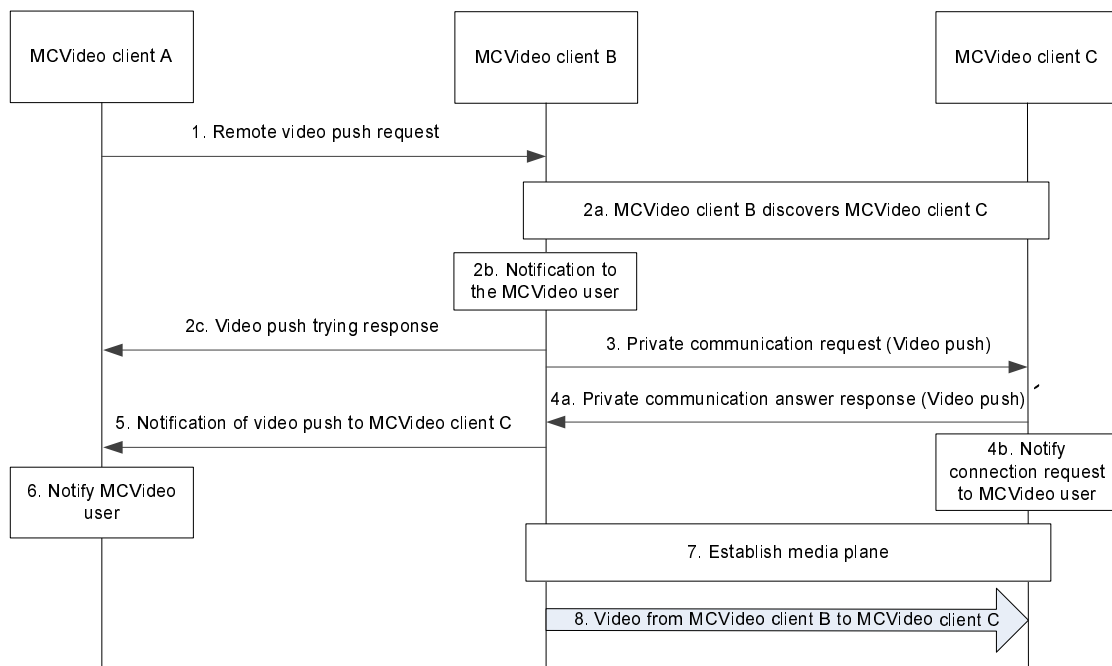 MCVideo client A
MCVideo client B
MCVideo client C
1. Remote video push request
2a. MCVideo client B discovers MCVideo client C
2b. Notification to
the MCVideo user
2c. Video push trying response
3. Private communication request (Video push)
4a. Private communication answer response (Video push)
5. Notification of video push to MCVideo client C
4b. Notify
connection request
to MCVideo user
6. Notify MCVideo
user
7. Establish media plane
8. Video from MCVideo client B to MCVideo client C